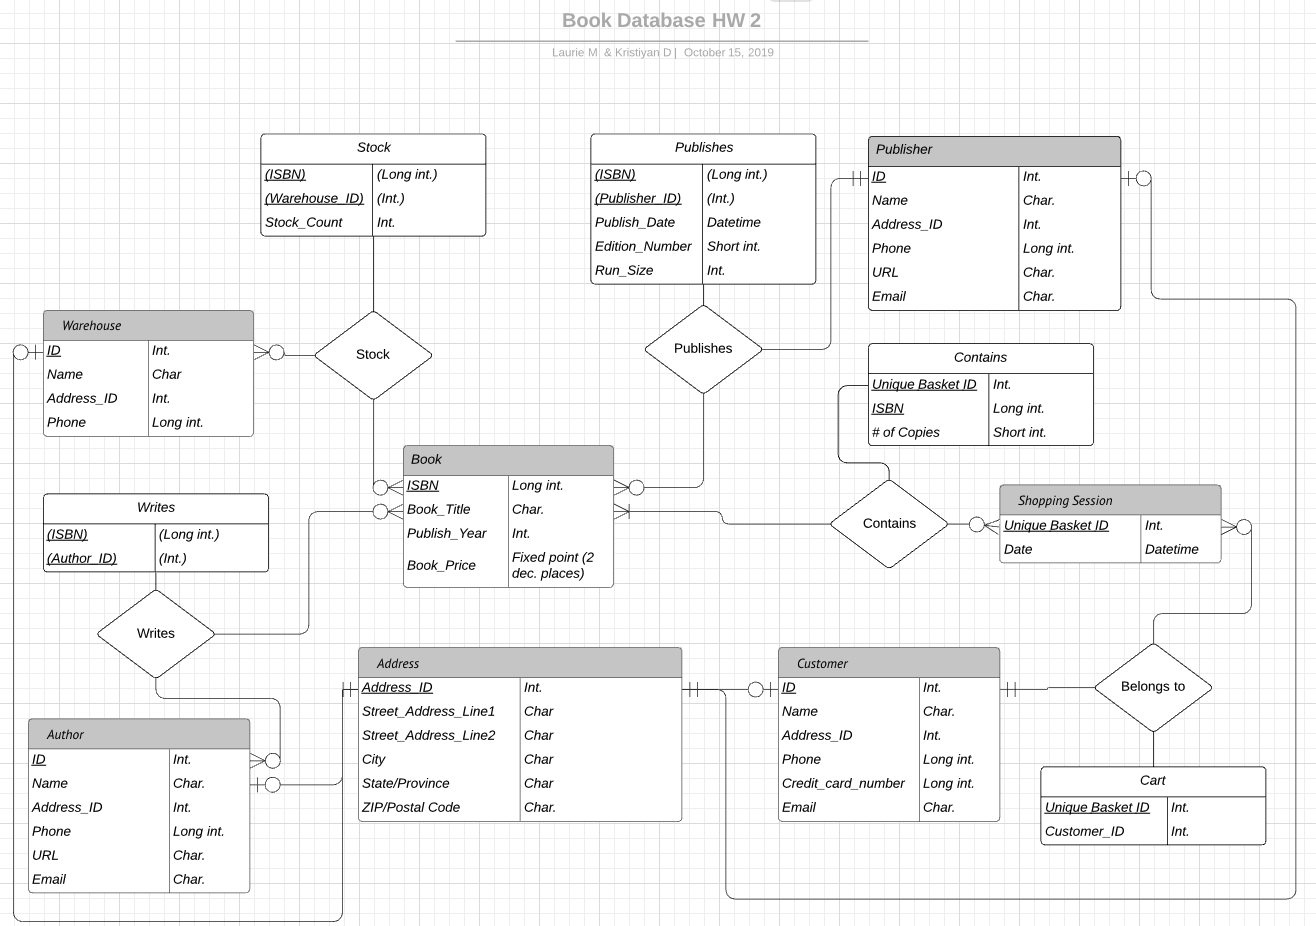 Book Database HW 2
Laurie M & Kristiyan D | October 15, 2019
Stock
(ISBN) (Long int.)
(Warehouse_ID) (Int.)
Stock_Count Int.
Publishes
(ISBN) (Long int.)
(Publisher_ID) (Int.)
Publish_Date Datetime
Edition_Number Short int.
Run_Size Int.
Publisher
ID Int.
Name Char.
Address_ID Int.
Phone Long int.
URL Char.
Email Char.
Warehouse
ID Int.
Name Char
Address_ID Int.
Phone Long int.
Stock
Publishes
Contains
Unique Basket ID Int.
ISBN Long int.
# of Copies Short int.
Book
ISBN Long int.
Book_Title Char.
Publish_Year Int.
Book_Price Fixed point (2
dec. places)
Writes
(ISBN) (Long int.)
(Author_ID) (Int.)
Contains
Shopping Session
Unique Basket ID Int.
Date Datetime
Writes
Address
Address_ID Int.
Street_Address_Line1 Char
Street_Address_Line2 Char
City Char
State/Province Char
ZIP/Postal Code Char.
Customer
ID Int.
Name Char.
Address_ID Int.
Phone Long int.
Credit_card_number Long int.
Email Char.
Belongs to
Author
ID Int.
Name Char.
Address_ID Int.
Phone Long int.
URL Char.
Email Char.
Cart
Unique Basket ID Int.
Customer_ID Int.